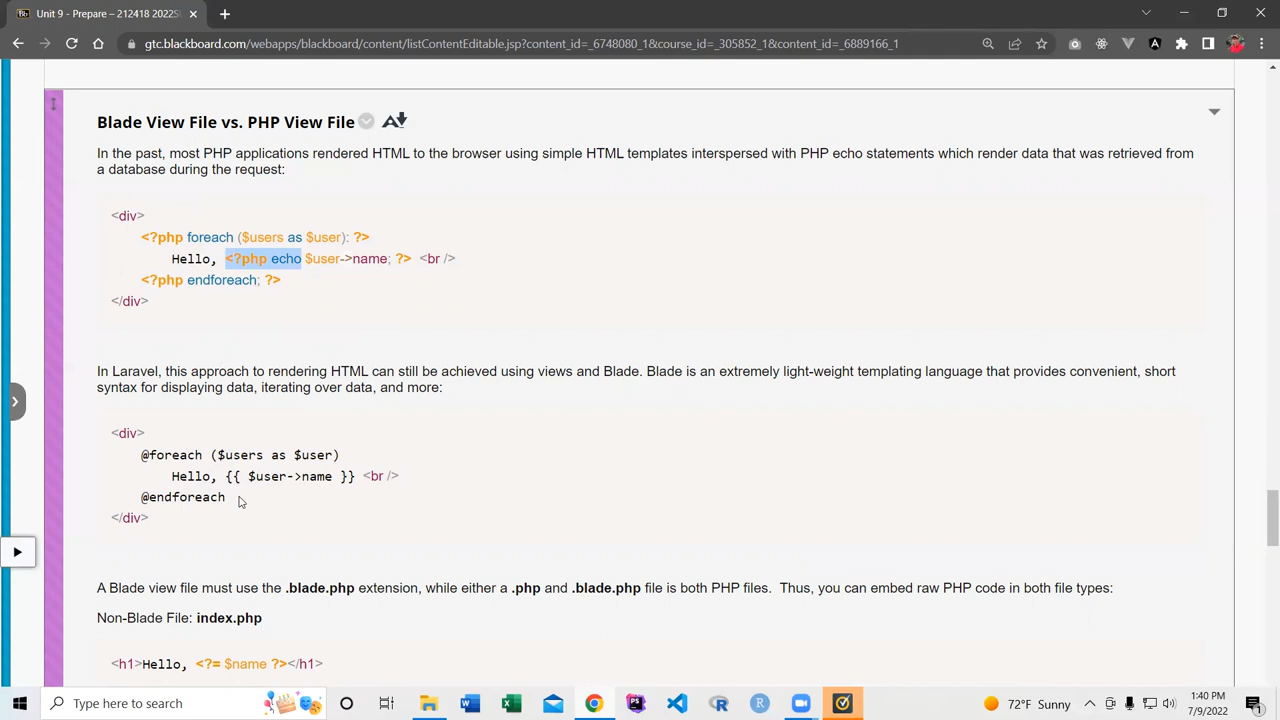 Unit 9 – Prepare – 212418 2022S
gtc.blackboard.com/webapps/blackboard/content/listContentEditable.jsp?content_id=_6748080_1&course_id=_305852_1&content_id=_6889166_1
Blade View File vs. PHP View File
In the past, most PHP applications rendered HTML to the browser using simple HTML templates interspersed with PHP echo statements which render data that was retrieved from
a database during the request:
<div>
<?php foreach ($users as $user): ?>
Hello, <?php echo $user->name; ?> <br />
<?php endforeach; ?>
</div>
In Laravel, this approach to rendering HTML can still be achieved using views and Blade. Blade is an extremely light-weight templating language that provides convenient, short
syntax for displaying data, iterating over data, and more:
<div>
@foreach ($users as $user)
Hello, {{ $user->name }} <br />
@endforeach
</div>
A Blade view file must use the .blade.php extension, while either a .php and .blade.php file is both PHP files.  Thus, you can embed raw PHP code in both file types:
Non-Blade File: index.php
<h1>Hello, <?= $name ?></h1>
Type here to search
72°F Sunny
1:40 PM
7/9/2022